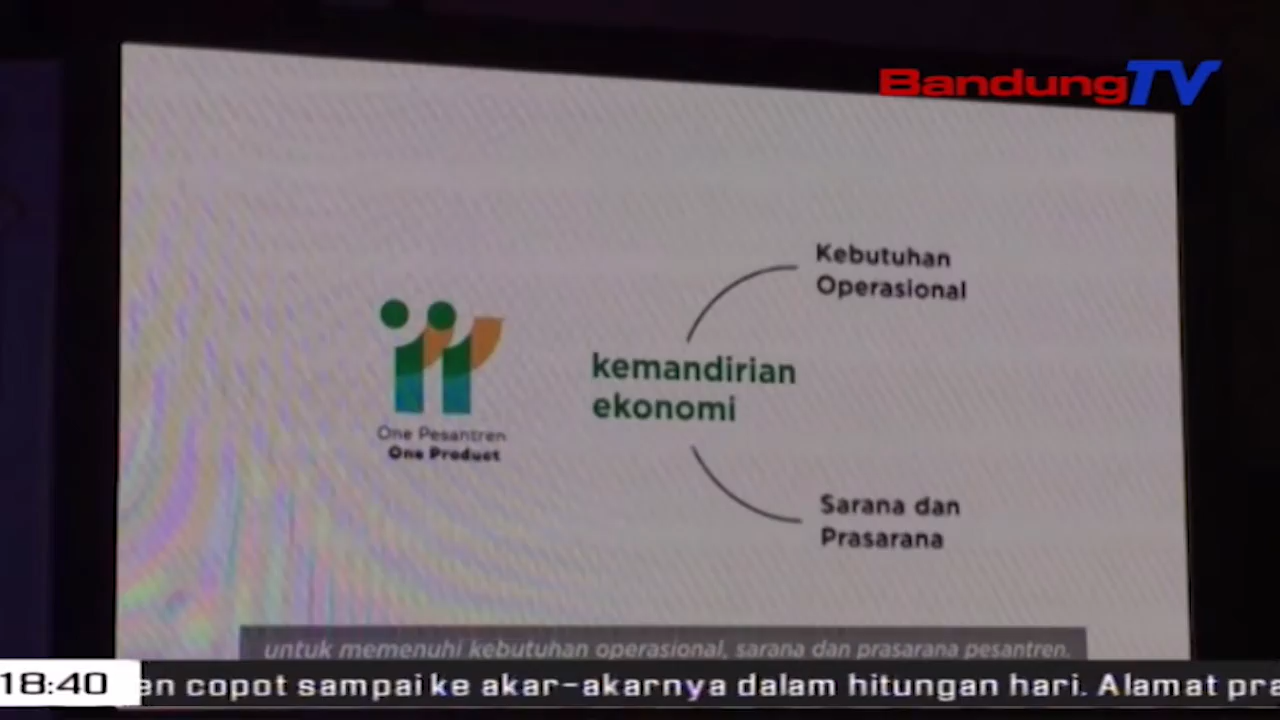 BandungTV
Kebutuhan
Operasional
kemandirian
ekonomi
One Pesantren
One Product
Sarana dan
Prasarana
untuk memenuhi kebutuhan operasional, sarana dan prasarana pesantren.
18:40
en copot sampai ke akar-akarnya dalam hitungan hari. Alamat pra